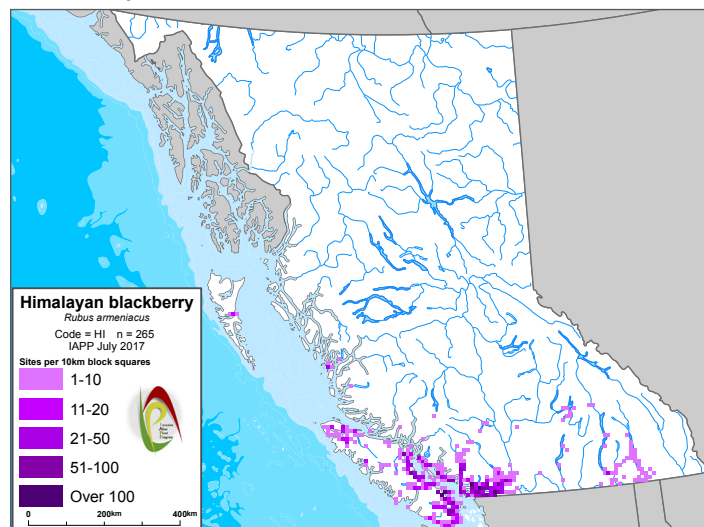 Himalayan blackberry
Rubus armeniacus
Code = HI n = 265
IAPP July 2017
Sites per 10km block squares
1-10
11-20
21-50
51-100
Over 100
0 200km 400km